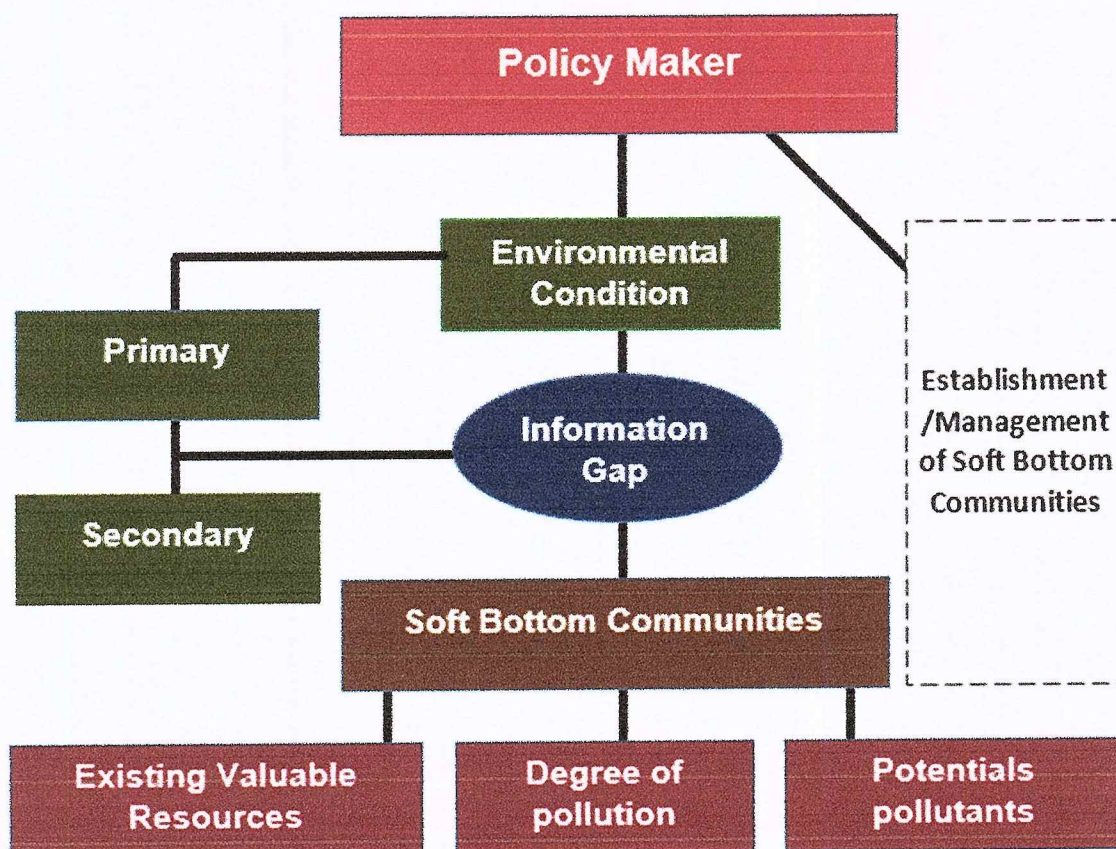 Policy Maker
Environmental
Condition
Primary
Information
Gap
Secondary
Establishment
/Management
of Soft Bottom
Communities
Soft Bottom Communities
Existing Valuable
Resources
Degree of
pollution
Potentials
pollutants